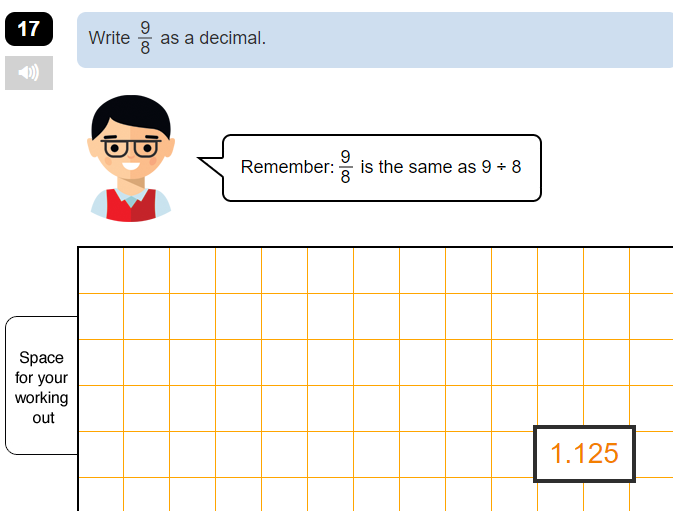 17
Write 9/8 as a decimal.
Remember: 9/8 is the same as 9 ÷ 8
Space
for your
working
out
1.125